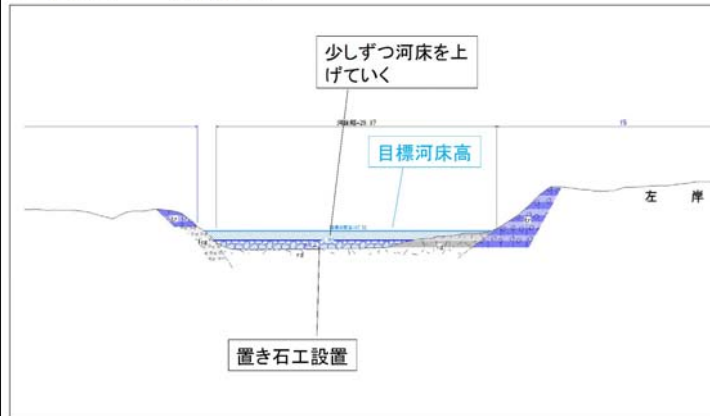 少しずつ河床を上
げていく
目標河床高
左 岸
置き石工設置